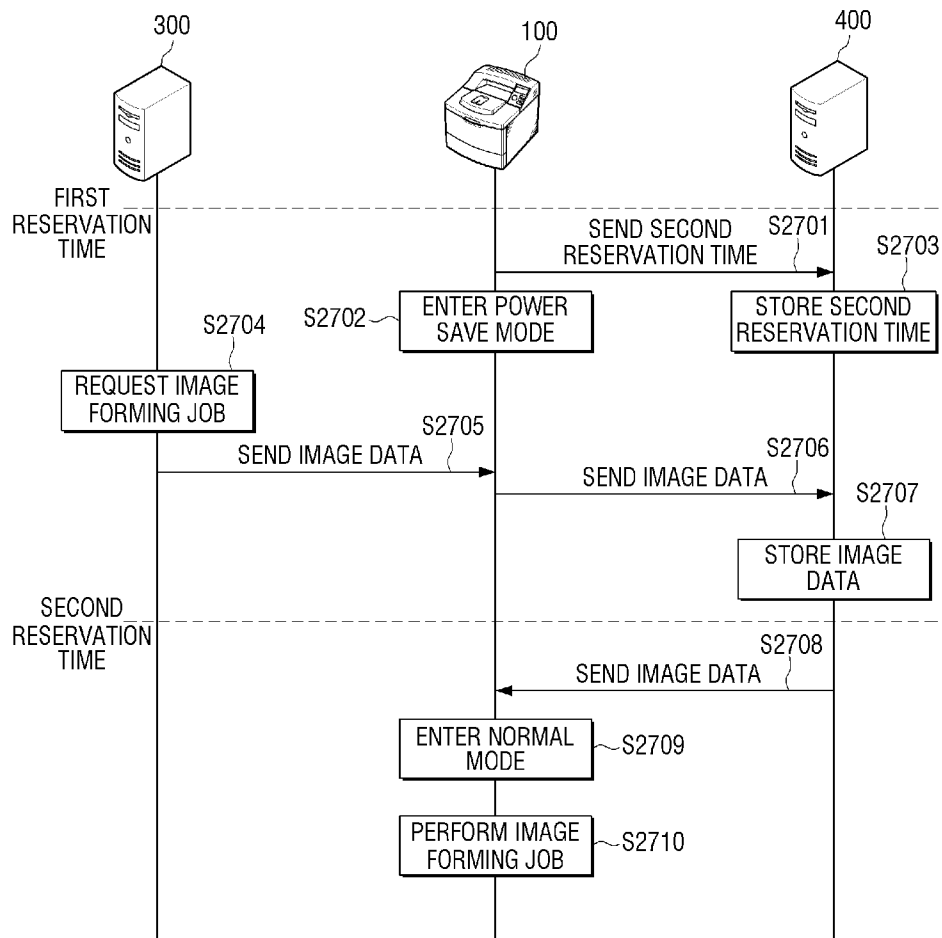 300
100
400
FIRST
RESERVATION
TIME
SEND SECOND
RESERVATION TIME
S2701
S2703
S2702
ENTER POWER
SAVE MODE
STORE SECOND
RESERVATION TIME
S2704
REQUEST IMAGE
FORMING JOB
S2705
SEND IMAGE DATA
S2706
SEND IMAGE DATA
S2707
STORE IMAGE
DATA
SECOND
RESERVATION
TIME
S2708
SEND IMAGE DATA
ENTER NORMAL
MODE
S2709
PERFORM IMAGE
FORMING JOB
S2710